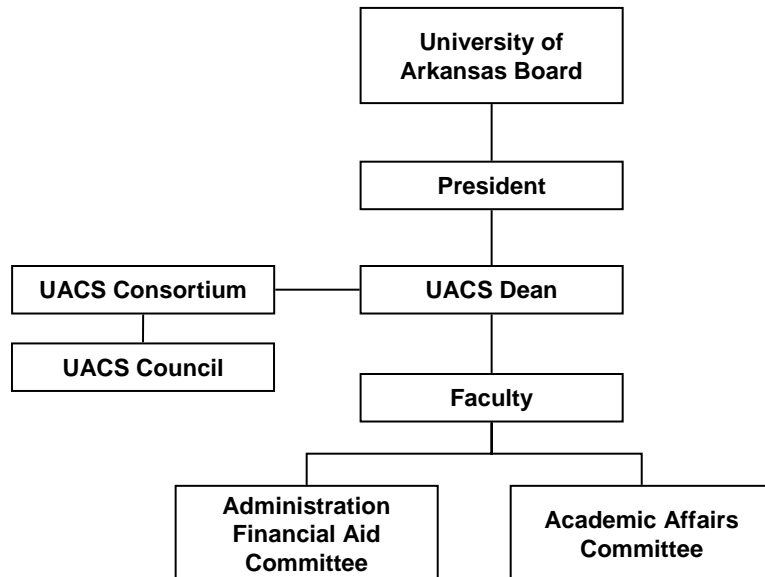 University of
Arkansas Board
President
UACS Consortium
UACS Dean
UACS Council
Faculty
Administration
Financial Aid
Committee
Academic Affairs
Committee